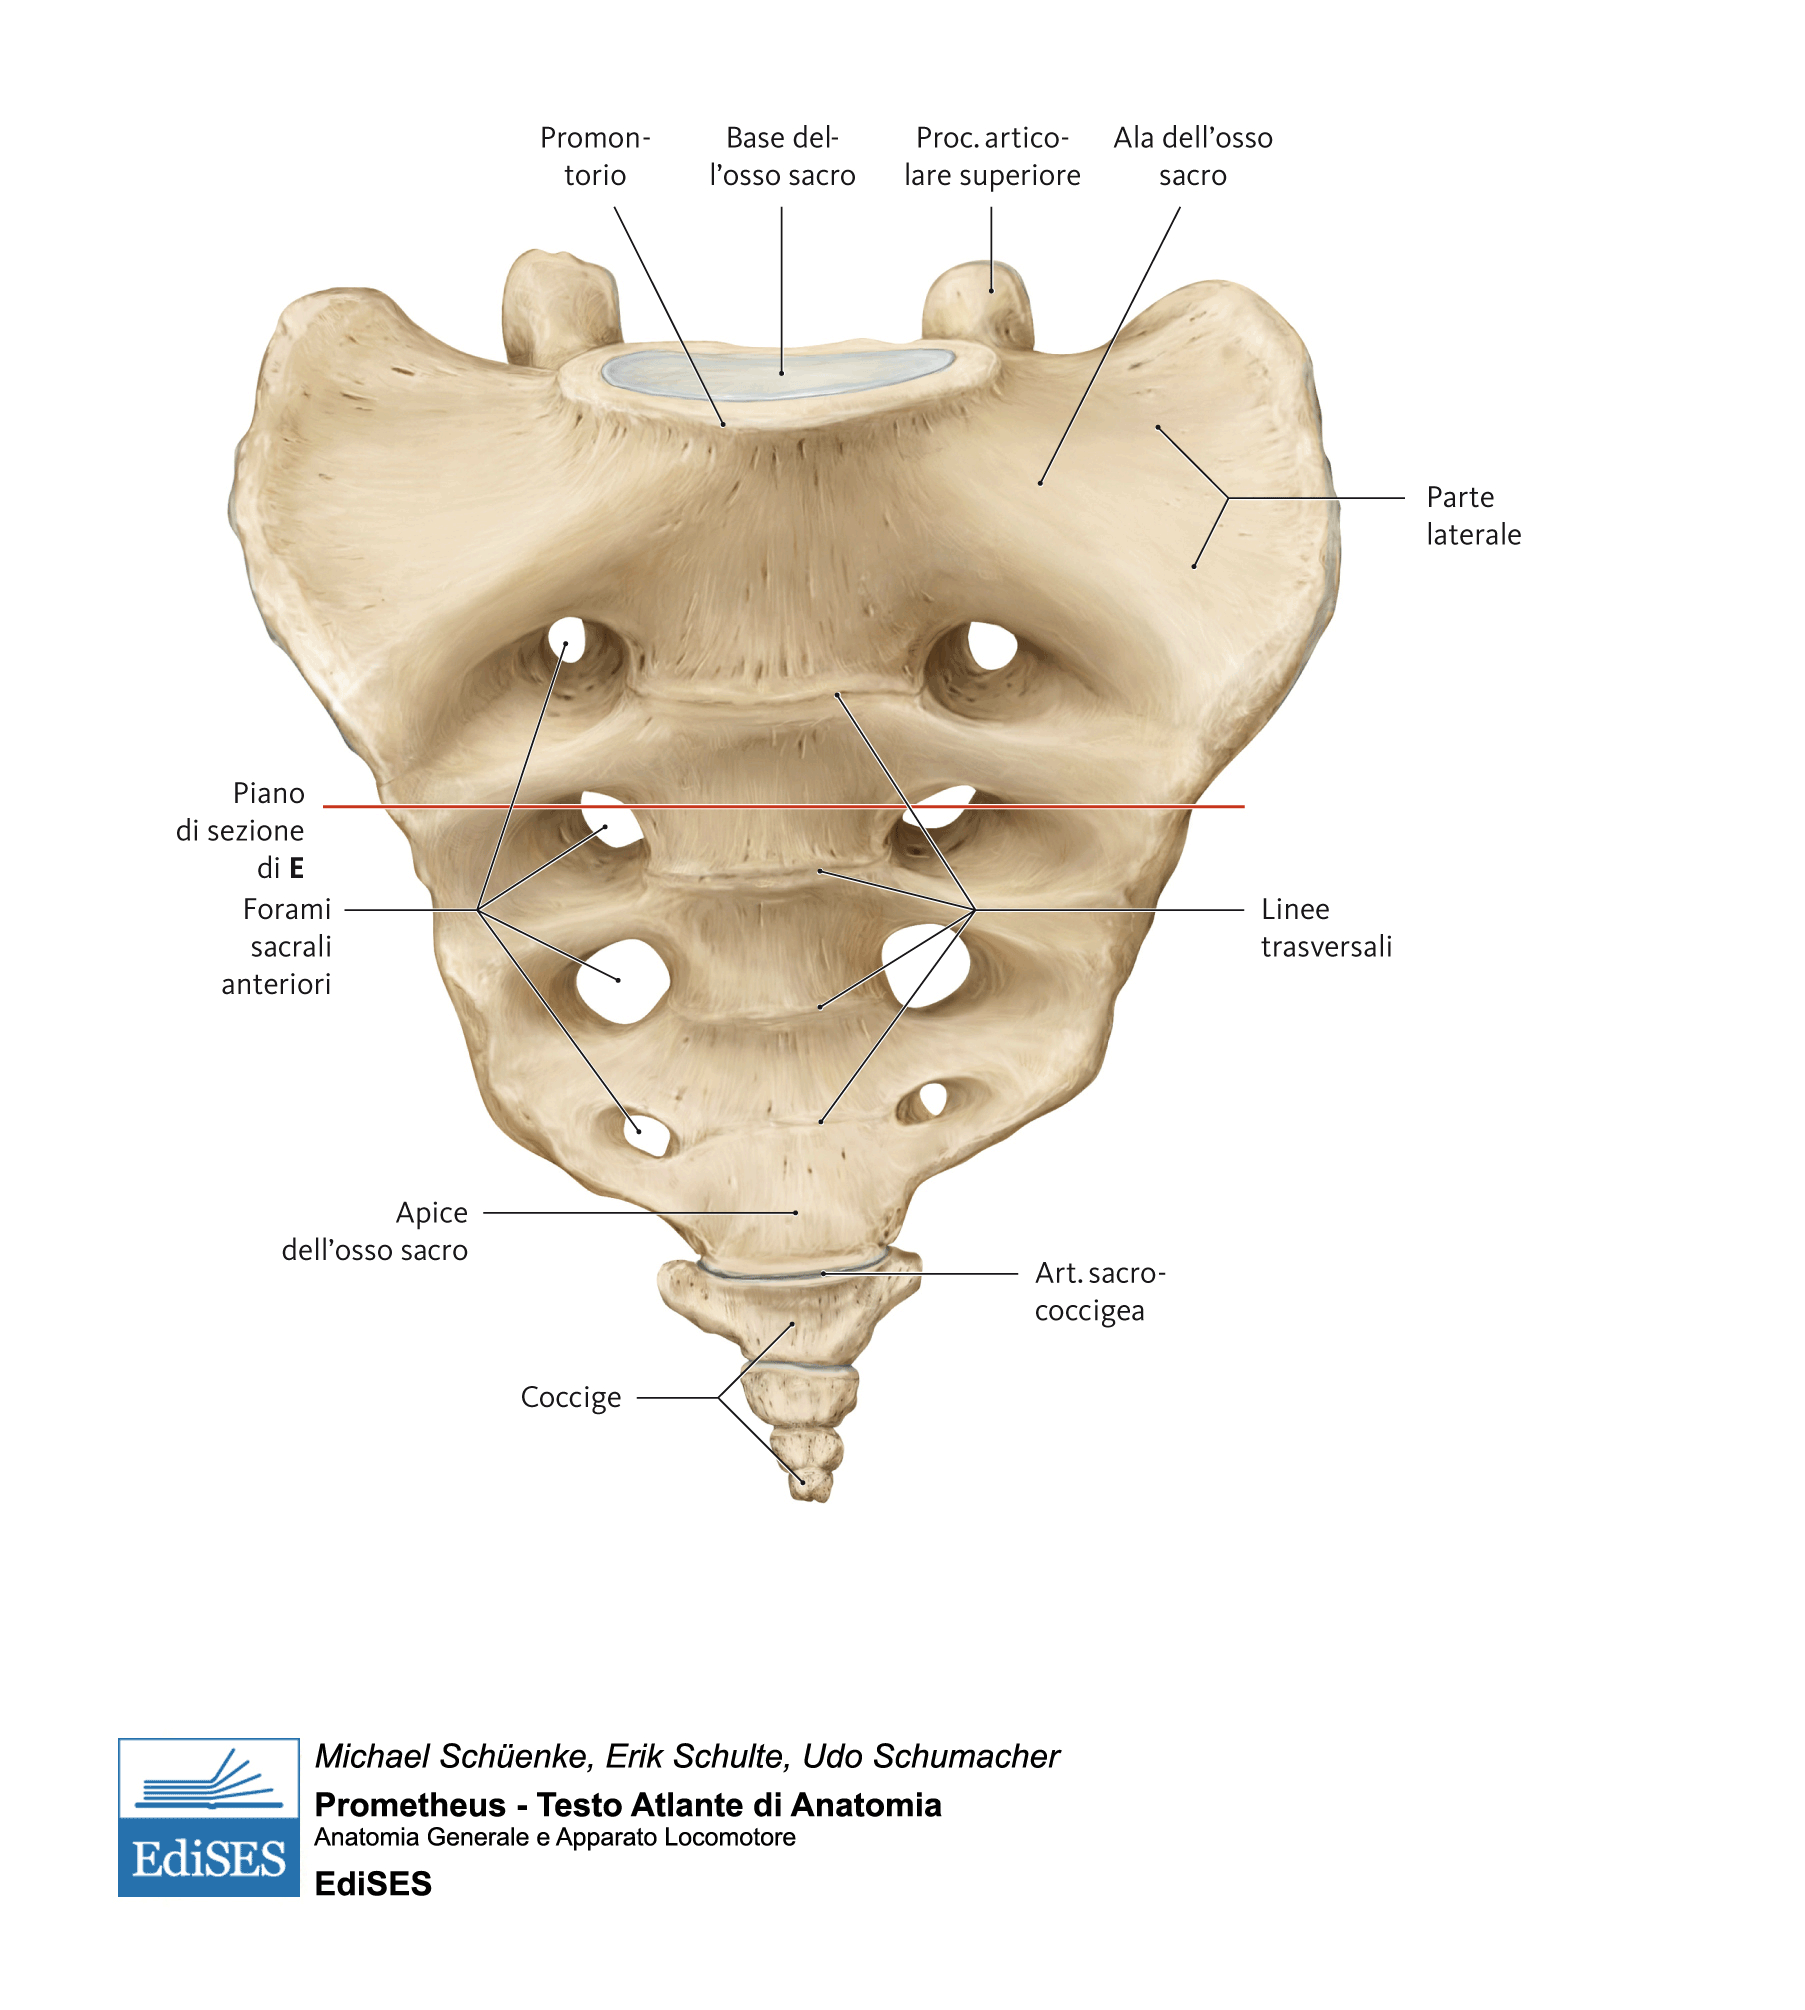 Promon-
torio
Base del-
l’osso sacro
Proc. artico-
lare superiore
Ala dell’osso
sacro
Parte
laterale
Piano
di sezione
di E
Forami
sacrali
anteriori
Linee
trasversali
Apice
dell’osso sacro
Art. sacro-
coccigea
Coccige
EdiSES
Michael Schüenke, Erik Schulte, Udo Schumacher
Prometheus - Testo Atlante di Anatomia
Anatomia Generale e Apparato Locomotore
EdiSES